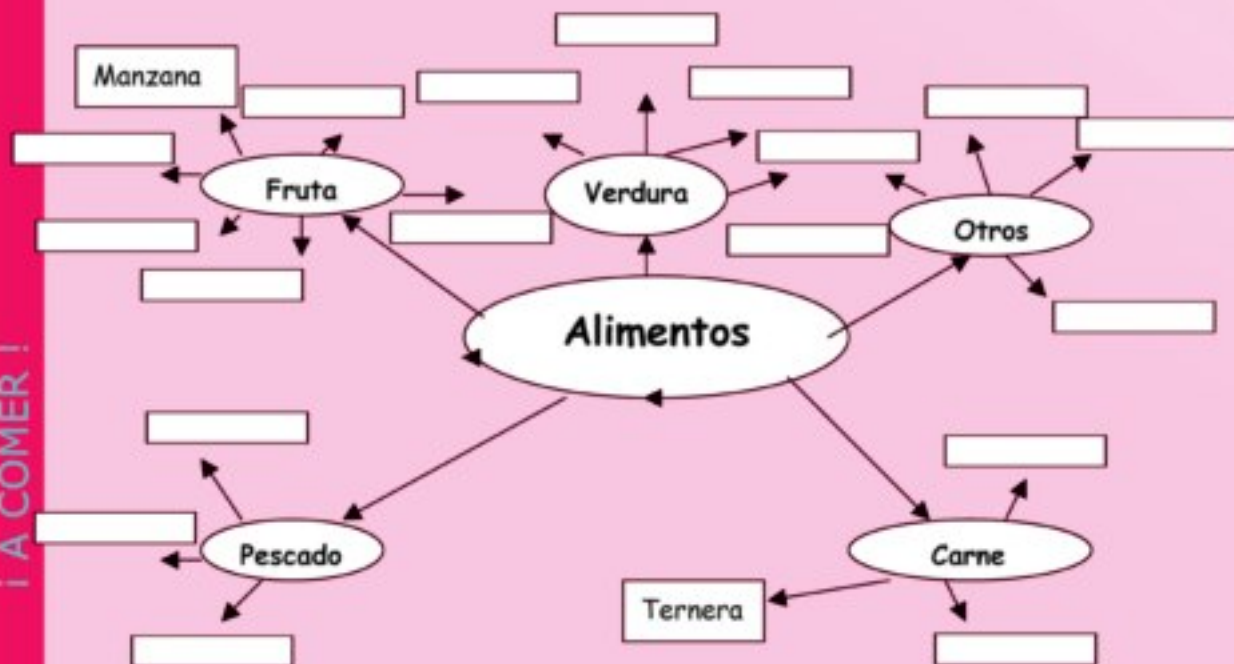 ¡ A COMER !
Manzana
Fruta
Verdura
Otros
Alimentos
Pescado
Carne
Ternera